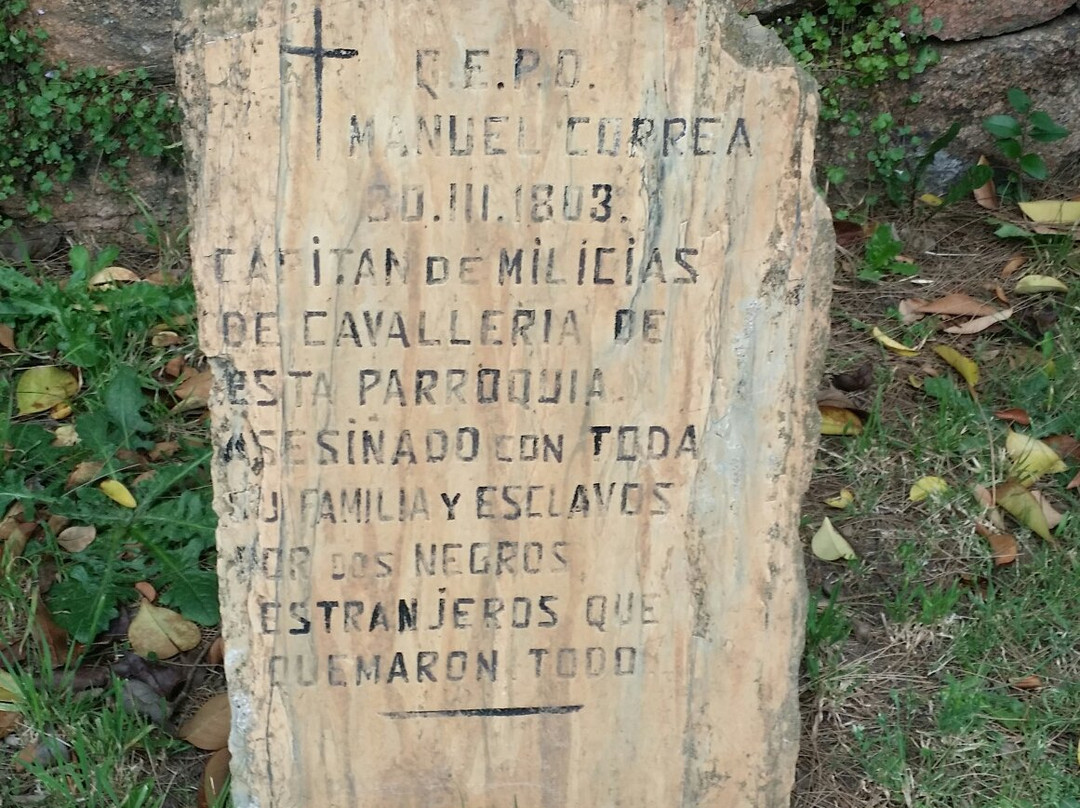 Q.E.P.D.
MANUEL CORREA
30.III.1803.
CAPiTAN DE MiLiCiAS
DE CAVALLERIA DE
ESTA PARROQUIA
ASESiNADO CON TODA
SU FAMILIA Y ESCLAVOS
POR DOS NEGROS
ESTRANJEROS QUE
QUEMARON TODO